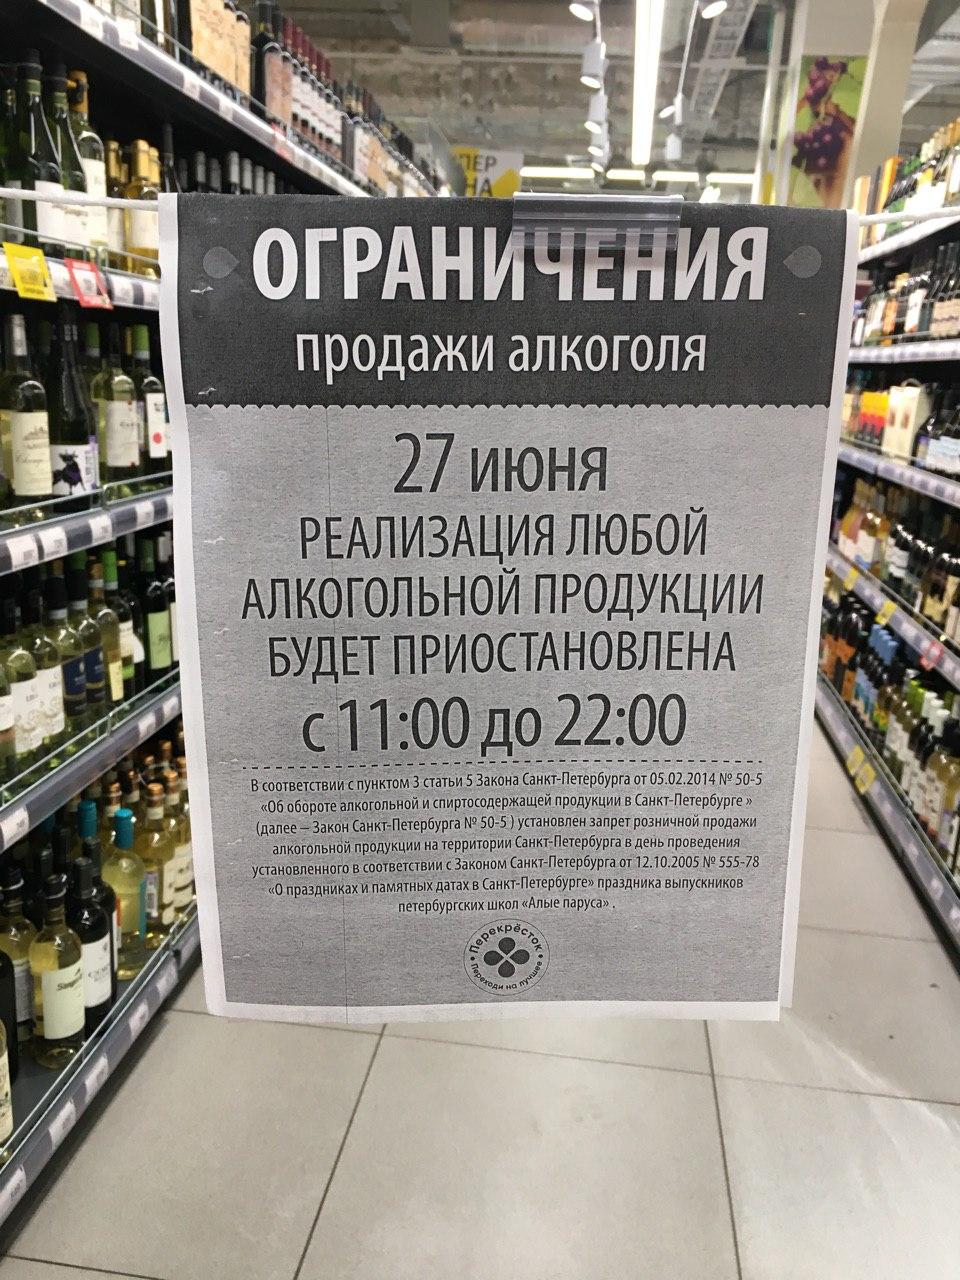 ПЕР
НА
ОГРАНИЧЕНИЯ
продажи алкоголя
27 июня
РЕАЛИЗАЦИЯ ЛЮБОЙ
АЛКОГОЛЬНОЙ ПРОДУКЦИИ
БУДЕТ ПРИОСТАНОВЛЕНА
с 11:00 до 22:00
В соответствии с пунктом 3 статьи 5 Закона Санкт-Петербурга от 05.02.2014 № 50-5
«Об обороте алкогольной и спиртосодержащей продукции в Санкт-Петербурге »
(далее – Закон Санкт-Петербурга № 50-5 ) установлен запрет розничной продажи
алкогольной продукции на территории Санкт-Петербурга в день проведения
установленного в соответствии с Законом Санкт-Петербурга от 12.10.2005 № 555-78
«О праздниках и памятных датах в Санкт-Петербурге» праздника выпускников
петербургских школ «Алые паруса» .
Перекрёсток
Переходи на лучшее